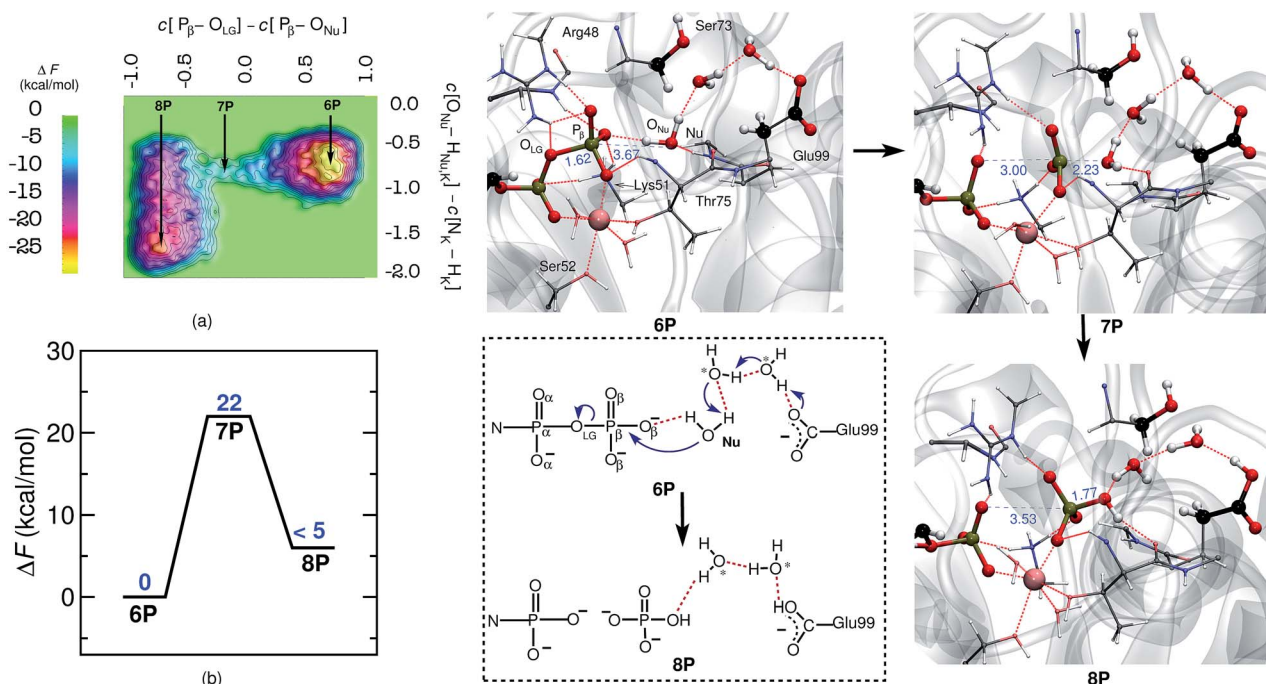 c[ Pβ– OLG] – c[ Pβ– ONu]
-1.0
-0.5
0.0
0.5
1.0
Δ F
(kcal/mol)
0
-5
-10
-15
-20
-25
8P
7P
6P
0.0
-0.5
-1.0
-1.5
-2.0
c[ONu– HNu,K] – c[NK – HK,]
(a)
30
20
10
0
ΔF (kcal/mol)
0
6P
22
7P
< 5
8P
(b)
Arg48
Ser73
Pβ
ONu
Nu
OLG
1.62
3.67
Glu99
Lys51
Thr75
Ser52
6P
3.00
2.23
7P
H
H
O
*
H
O
*
H
H
Oα
Oβ
H
O
N
P
α
O
LG
P
β
O
β
–
H
O
Nu
–
C
Glu99
O
Oα
–
Oβ
–
6P
H
O
*
H
H
O
*
H
O
O
HO
N
P
O
–
–
O
P
OH
C
Glu99
–
O
O
–
O
–
8P
1.77
3.53
8P